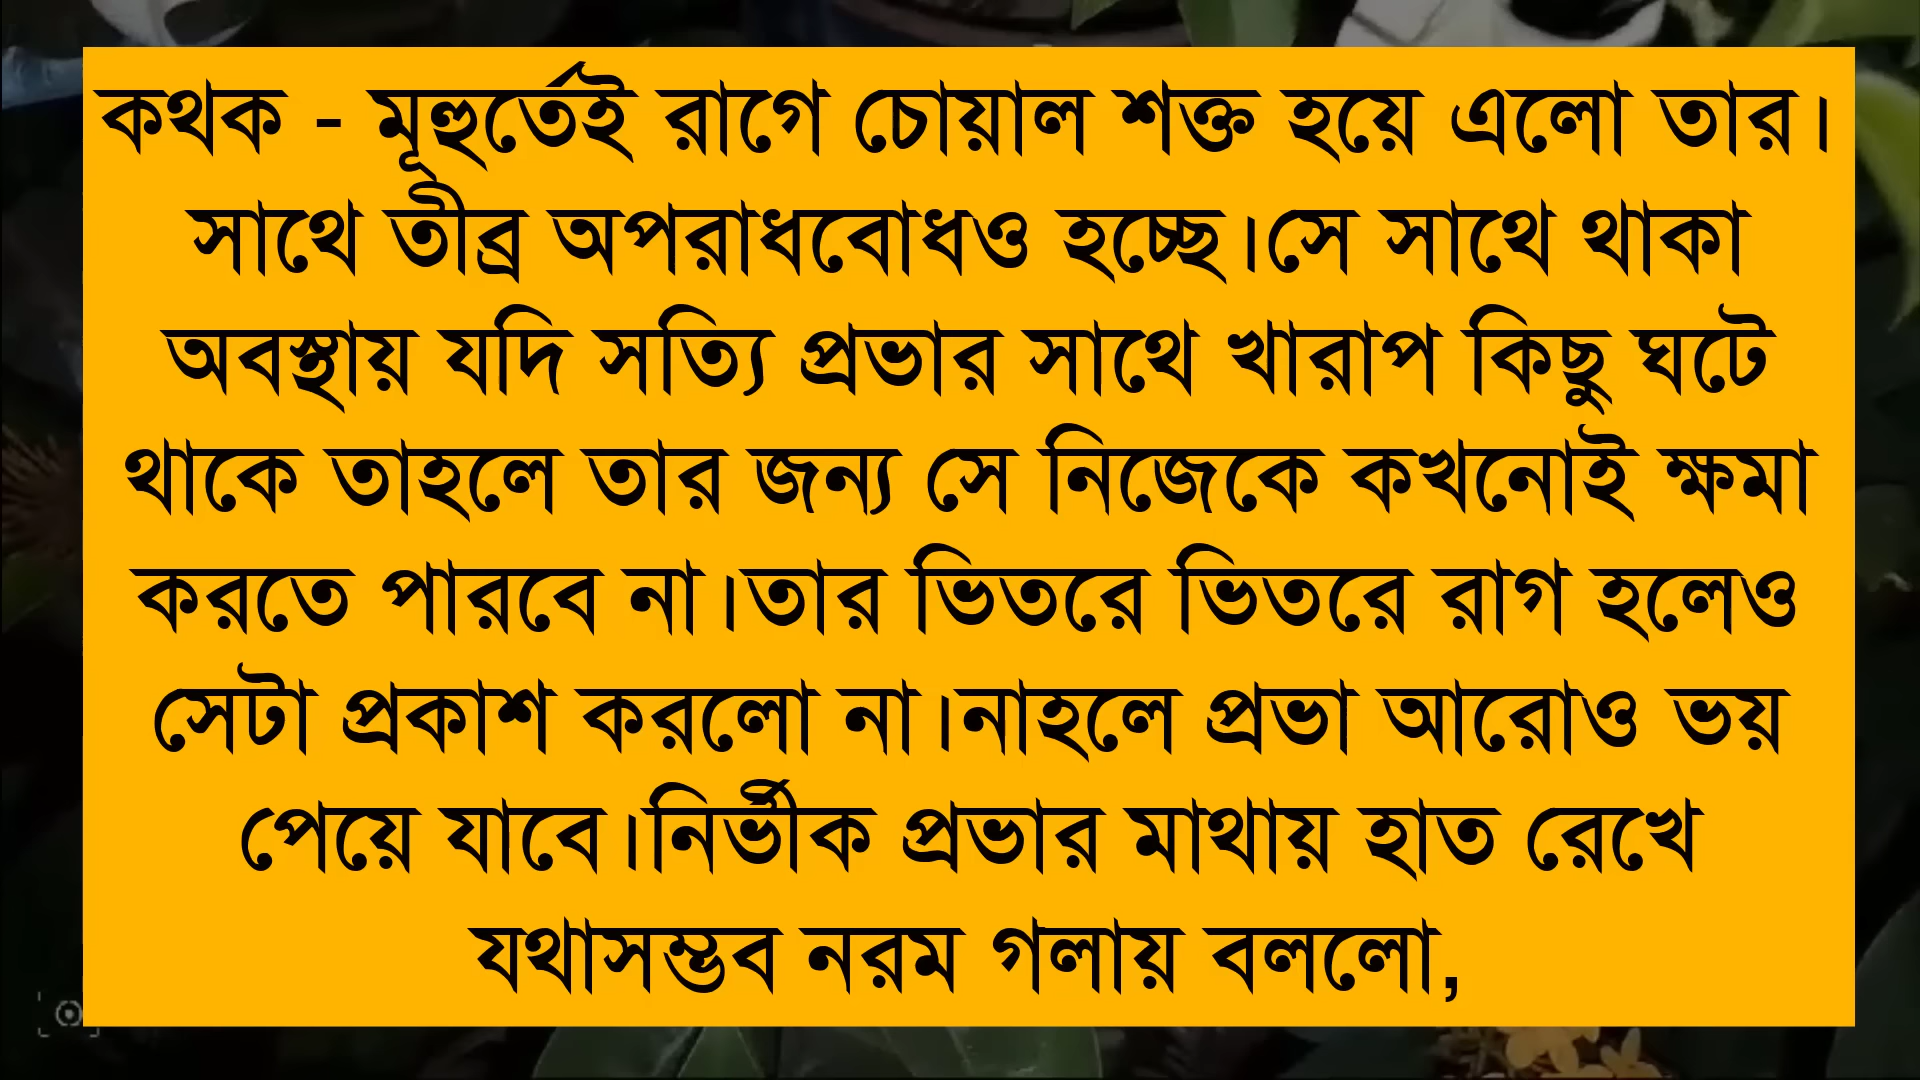 কথক - মূহুর্তেই রাগে চোয়াল শক্ত হয়ে এলো তার।
সাথে তীব্র অপরাধবোধও হচ্ছে।সে সাথে থাকা
অবস্থায় যদি সত্যি প্রভার সাথে খারাপ কিছু ঘটে
থাকে তাহলে তার জন্য সে নিজেকে কখনোই ক্ষমা
করতে পারবে না।তার ভিতরে ভিতরে রাগ হলেও
সেটা প্রকাশ করলো না।নাহলে প্রভা আরোও ভয়
পেয়ে যাবে।নির্ভীক প্রভার মাথায় হাত রেখে
যথাসম্ভব নরম গলায় বললো,